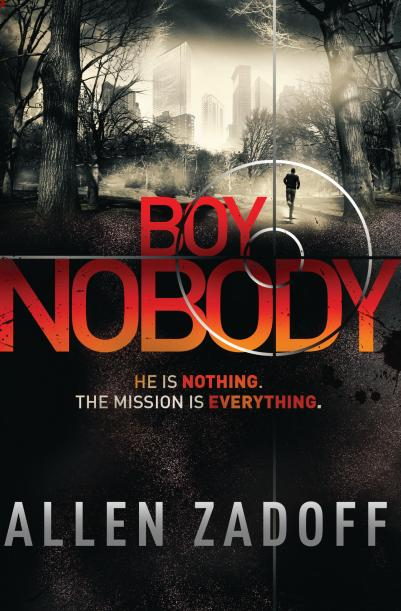 BOY
NOBODY
HE IS NOTHING.
THE MISSION IS EVERYTHING.
ALLEN ZADOFF